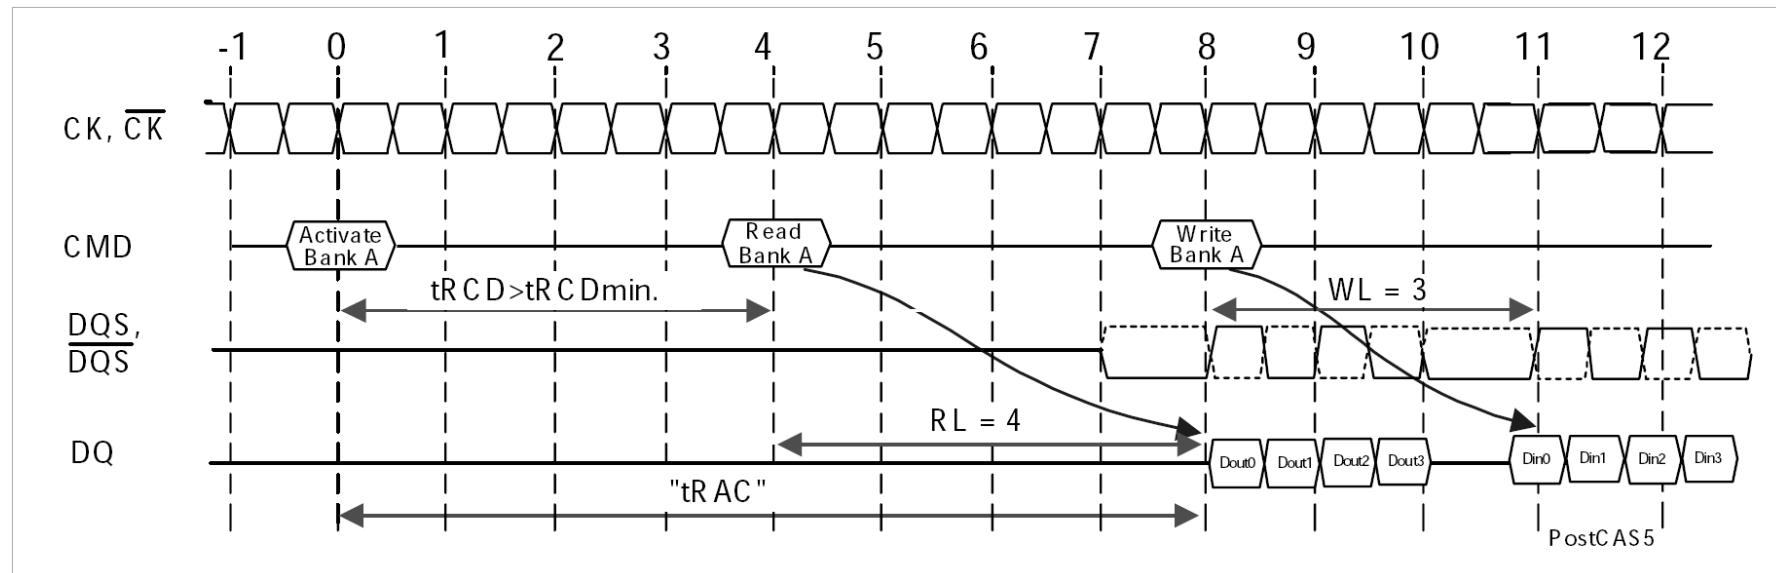 -1 0 1 2 3 4 5 6 7 8 9 10 11 12
CK, CK
CMD
Activate
Bank A
Read
Bank A
Write
Bank A
tRCD>tRCDmin.
WL = 3
DQS,
DQS
RL = 4
DQ
Dout0 Dout1 Dout2 Dout3
Din0 Din1 Din2 Din3
"tRAC"
PostCAS5